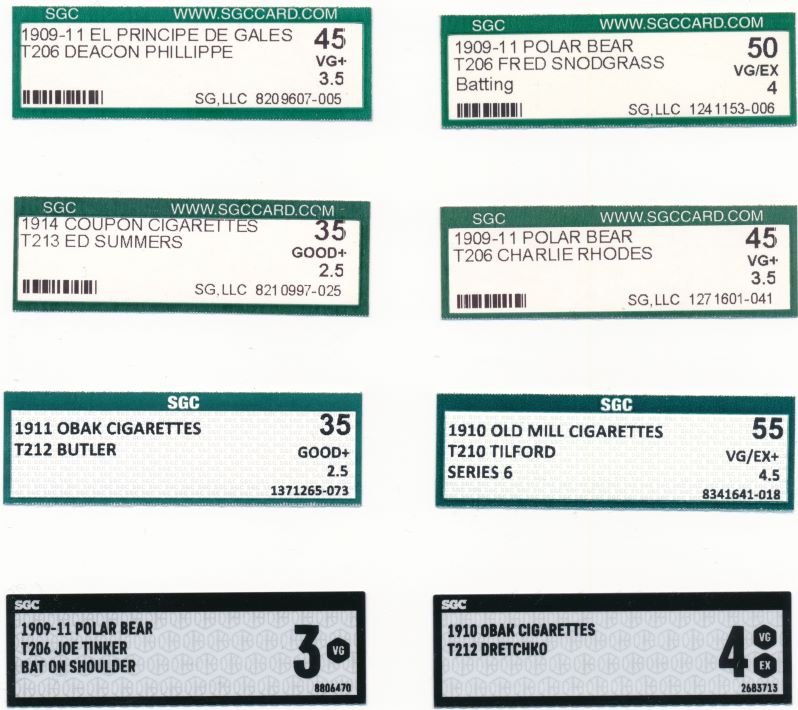 SGC WWW.SGCCARD.COM
1909-11 EL PRINCIPE DE GALES 45
T206 DEACON PHILLIPPE
VG+
3.5
SG,LLC 8209607-005
SGC WWW.SGCCARD.COM
1909-11 POLAR BEAR 50
T206 FRED SNODGRASS
VG/EX
Batting 4
SG,LLC 1241153-006
SGC WWW.SGCCARD.COM
1914 COUPON CIGARETTES 35
T213 ED SUMMERS
GOOD+
2.5
SG,LLC 8210997-025
SGC WWW.SGCCARD.COM
1909-11 POLAR BEAR 45
T206 CHARLIE RHODES
VG+
3.5
SG,LLC 1271601-041
SGC
1911 OBAK CIGARETTES 35
T212 BUTLER
GOOD+
2.5
1371265-073
SGC
1910 OLD MILL CIGARETTES 55
T210 TILFORD
VG/EX+
SERIES 6
4.5
8341641-018
SGC
1909-11 POLAR BEAR
T206 JOE TINKER
BAT ON SHOULDER
3 VG
8806470
SGC
1910 OBAK CIGARETTES
T212 DRETCHKO
4 VG
EX
2683713